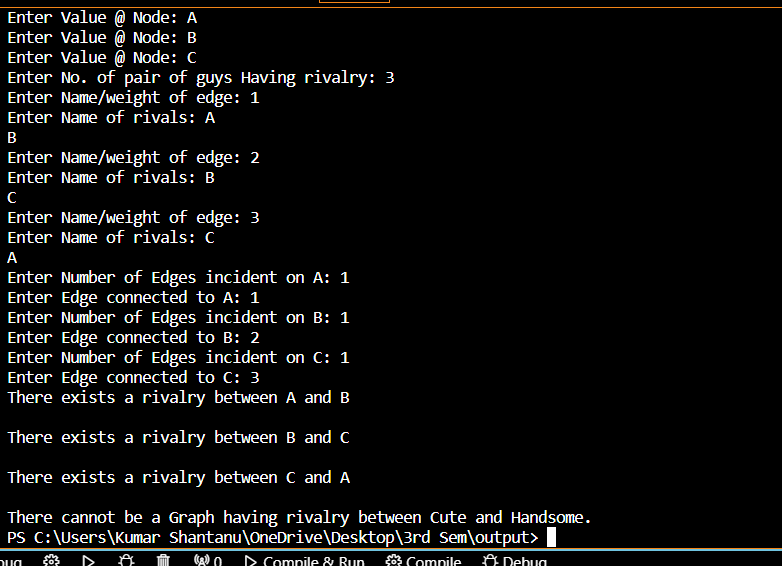 Enter Value @ Node: A
Enter Value @ Node: B
Enter Value @ Node: C
Enter No. of pair of guys Having rivalry: 3
Enter Name/weight of edge: 1
Enter Name of rivals: A
B
Enter Name/weight of edge: 2
Enter Name of rivals: B
C
Enter Name/weight of edge: 3
Enter Name of rivals: C
A
Enter Number of Edges incident on A: 1
Enter Edge connected to A: 1
Enter Number of Edges incident on B: 1
Enter Edge connected to B: 2
Enter Number of Edges incident on C: 1
Enter Edge connected to C: 3
There exists a rivalry between A and B
There exists a rivalry between B and C
There exists a rivalry between C and A
There cannot be a Graph having rivalry between Cute and Handsome.
PS C:\Users\Kumar Shantanu\OneDrive\Desktop\3rd Sem\output>
bug 0 Compile & Run Compile Debug